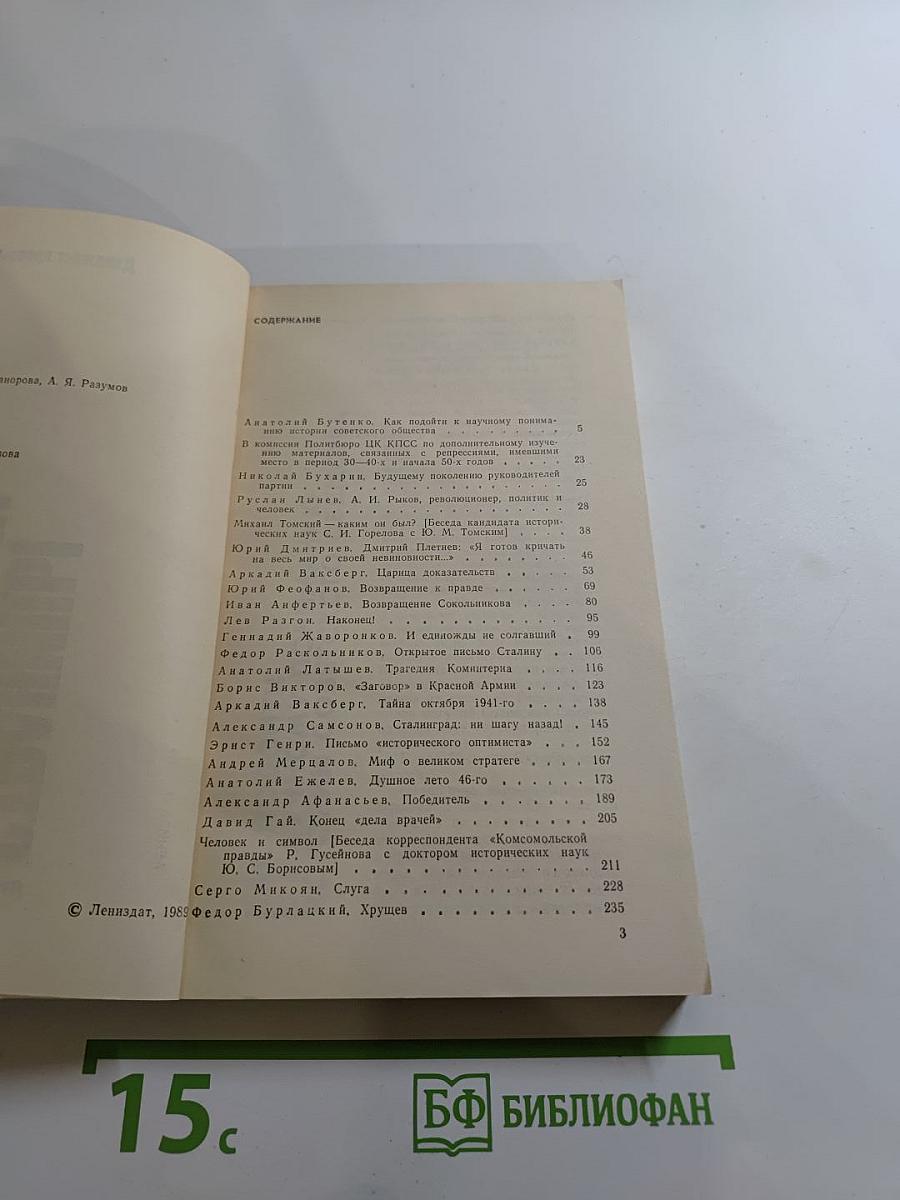 А. Я. Разумов
© Лениздат, 1989
СОДЕРЖАНИЕ
Анатолий Бутенко. Как подойти к научному понима-
нию истории советского общества . . . . . . . . . 5
В комиссии Политбюро ЦК КПСС по дополнительному изуче-
нию материалов, связанных с репрессиями, имевшими
место в период 30—40-х и начала 50-х годов . . . . . 23
Николай Бухарин. Будущему поколению руководителей
партии . . . . . . . . . . . . . . . . . . . . 25
Руслан Лынев. А. И. Рыков, революционер, политик и
человек . . . . . . . . . . . . . . . . . . . . 28
Михаил Томский — каким он был? [Беседа кандидата истори-
ческих наук С. И. Горелова с Ю. М. Томским] . . . . 38
Юрий Дмитриев. Дмитрий Плетнев: «Я готов кричать
на весь мир о своей невиновности...» . . . . . . . . 46
Аркадий Ваксберг. Царица доказательств . . . . . 53
Юрий Феофанов. Возвращение к правде . . . . . . 69
Иван Анфертьев. Возвращение Сокольникова . . . . 80
Лев Разгон. Наконец! . . . . . . . . . . . . . 95
Геннадий Жаворонков. И единожды не солгавший . 99
Федор Раскольников. Открытое письмо Сталину . . 106
Анатолий Латышев. Трагедия Коминтерна . . . . 116
Борис Викторов. «Заговор» в Красной Армии . . . . 123
Аркадий Ваксберг. Тайна октября 1941-го . . . . 138
Александр Самсонов. Сталинград: ни шагу назад! . 145
Эрнст Генри. Письмо «исторического оптимиста» . . . 152
Андрей Мерцалов. Миф о великом стратеге . . . . 167
Анатолий Ежелев. Душное лето 46-го . . . . . . 173
Александр Афанасьев. Победитель . . . . . . . 189
Давид Гай. Конец «дела врачей» . . . . . . . . . 205
Человек и символ [Беседа корреспондента «Комсомольской
правды» Р. Гусейнова с доктором исторических наук
Ю. С. Борисовым] . . . . . . . . . . . . . . . 211
Серго Микоян. Слуга . . . . . . . . . . . . . 228
Федор Бурлацкий. Хрущев . . . . . . . . . . . 235
3
15 с
БФ БИБЛИОФАН